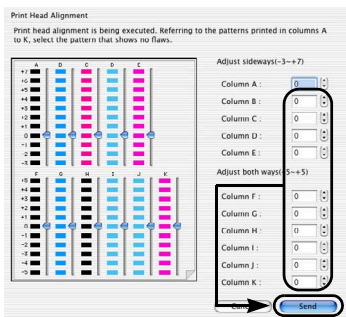 Print Head Alignment
Print head alignment is being executed. Referring to the patterns printed in columns A
to K, select the pattern that shows no flaws.
Adjust sideways(-3~+7)
A B C D E
+7
+6
+5
+4
+3
+2
+1
0
-1
-2
-3
Column A : 0
Column B : 0
Column C : 0
Column D : 0
Column E : 0
Adjust both ways(-5~+5)
F G H I J K
+5
+4
+3
+2
+1
0
-1
-2
-3
-4
-5
Column F : 0
Column G : 0
Column H : 0
Column I : 0
Column J : 0
Column K : 0
Send